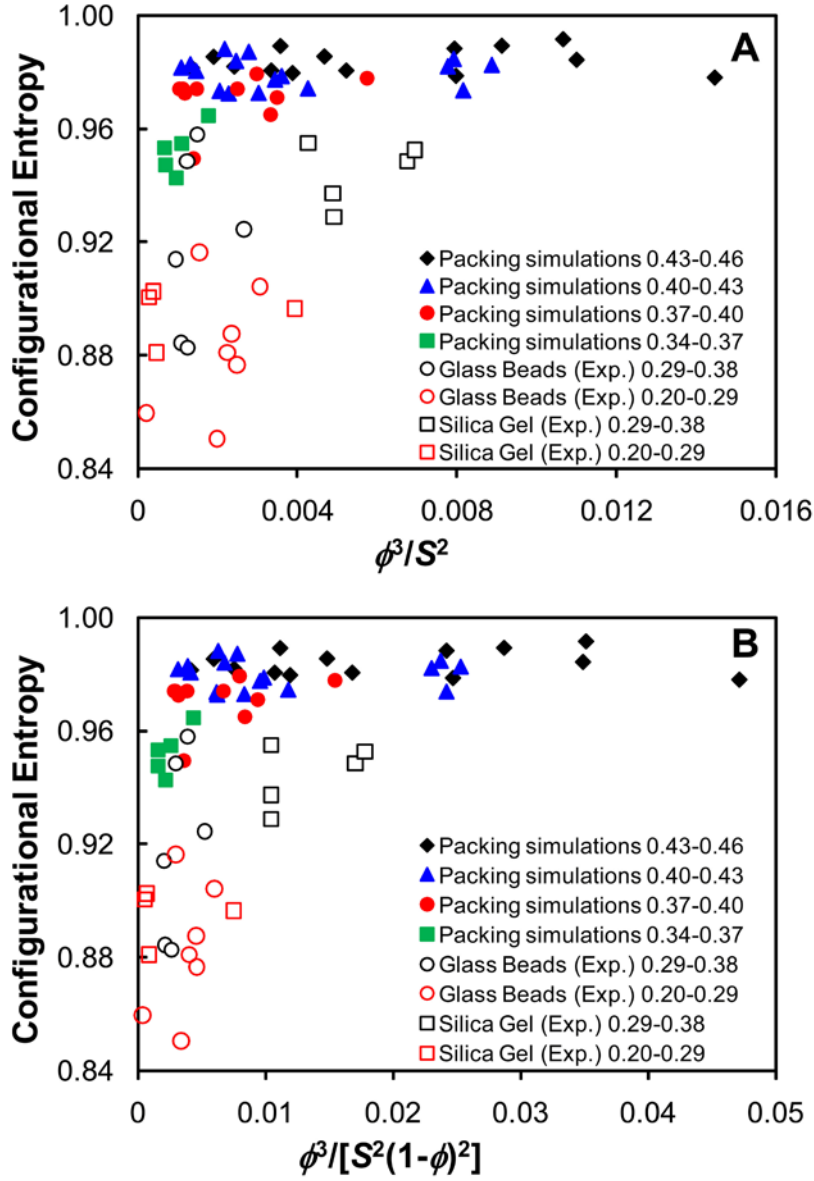 1.00
A
0.96
0.92
0.88
0.84
Configurational Entropy
Packing simulations 0.43-0.46
Packing simulations 0.40-0.43
Packing simulations 0.37-0.40
Packing simulations 0.34-0.37
Glass Beads (Exp.) 0.29-0.38
Glass Beads (Exp.) 0.20-0.29
Silica Gel (Exp.) 0.29-0.38
Silica Gel (Exp.) 0.20-0.29
0 0.004 0.008 0.012 0.016
ϕ³/S²
1.00
B
0.96
0.92
0.88
0.84
Configurational Entropy
Packing simulations 0.43-0.46
Packing simulations 0.40-0.43
Packing simulations 0.37-0.40
Packing simulations 0.34-0.37
Glass Beads (Exp.) 0.29-0.38
Glass Beads (Exp.) 0.20-0.29
Silica Gel (Exp.) 0.29-0.38
Silica Gel (Exp.) 0.20-0.29
0 0.01 0.02 0.03 0.04 0.05
ϕ³/[S²(1-ϕ)²]